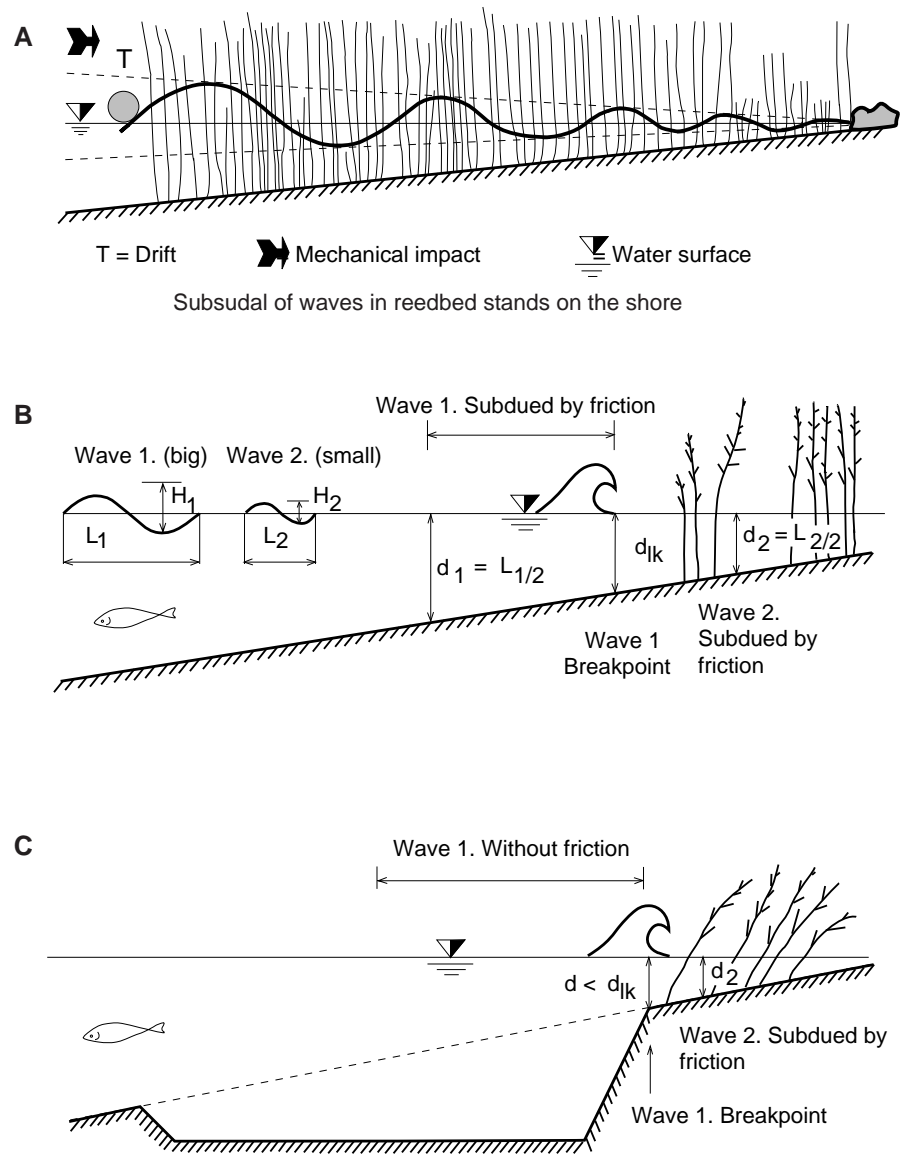 A
T
T = Drift
Mechanical impact
Water surface
Subsudal of waves in reedbed stands on the shore
B
Wave 1. Subdued by friction
Wave 1. (big)
Wave 2. (small)
H1
H2
L1
L2
d1 = L1/2
dlk
d2 = L2/2
Wave 1
Breakpoint
Wave 2.
Subdued by
friction
C
Wave 1. Without friction
d < dlk
d2
Wave 2. Subdued by
friction
Wave 1. Breakpoint